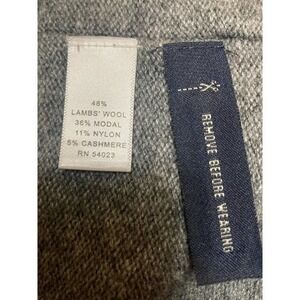 48%
LAMBS' WOOL
36% MODAL
11% NYLON
5% CASHMERE
RN 54023
REMOVE BEFORE WEARING